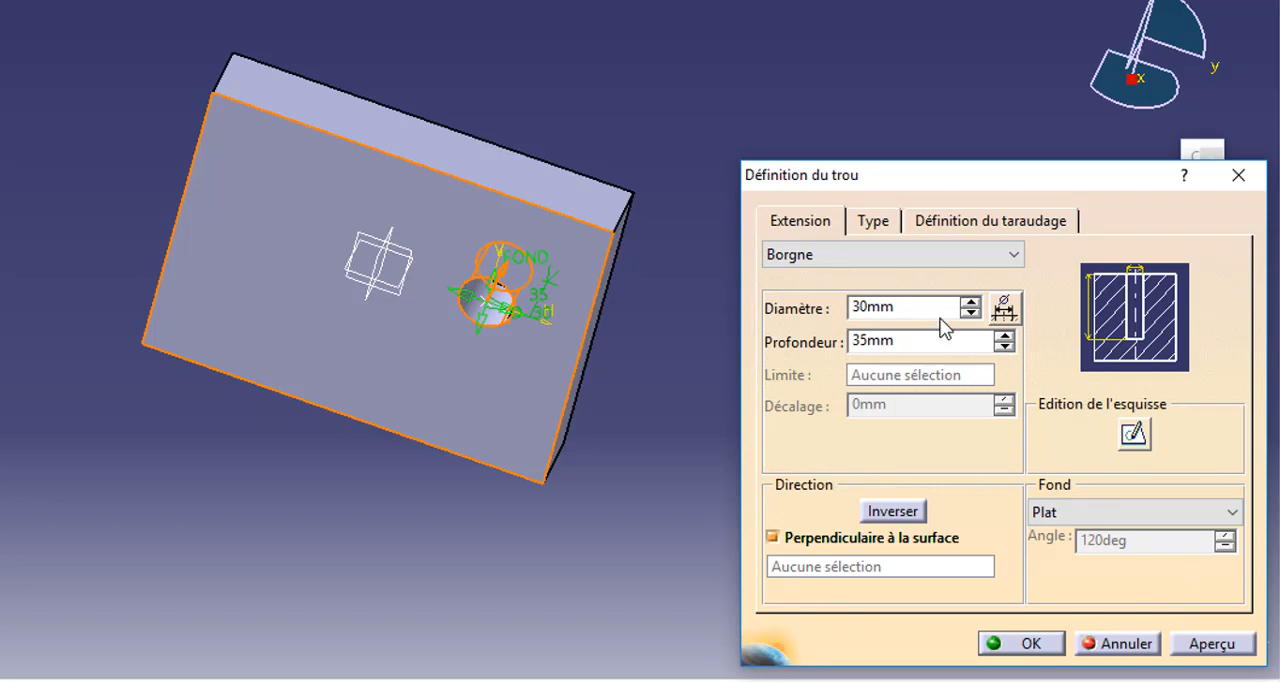 y
x
Définition du trou
?
Extension
Type
Définition du taraudage
Borgne
Diamètre :
30mm
Profondeur :
35mm
Limite :
Aucune sélection
Décalage :
0mm
Edition de l'esquisse
Direction
Inverser
Perpendiculaire à la surface
Aucune sélection
Fond
Plat
Angle :
120deg
OK
Annuler
Aperçu
FOND
35
30